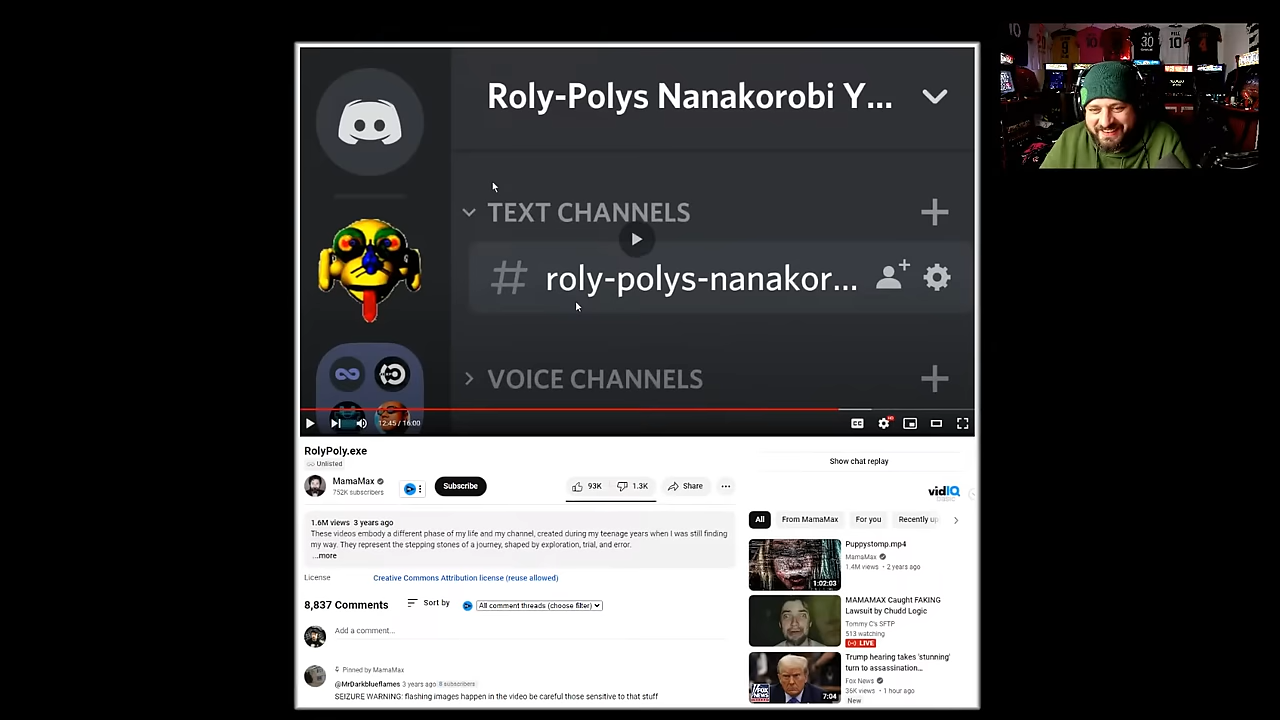 Roly-Polys Nanakorobi Y...
TEXT CHANNELS
roly-polys-nanakor...
VOICE CHANNELS
12:45 / 16:00
RolyPoly.exe
Unlisted
MamaMax
752K subscribers
Subscribe
93K
1.3K
Share
1.6M views 3 years ago
These videos embody a different phase of my life and my channel, created during my teenage years when I was still finding
my way. They represent the stepping stones of a journey, shaped by exploration, trial, and error.
...more
License
Creative Commons Attribution license (reuse allowed)
8,837 Comments
Sort by
All comment threads (choose filter)
Add a comment...
Pinned by MamaMax
@MrDarkblueflames 3 years ago 8 subscribers
SEIZURE WARNING: flashing images happen in the video be careful those sensitive to that stuff
Show chat replay
vidIQ
All
From MamaMax
For you
Recently up
Puppystomp.mp4
MamaMax
1.4M views • 2 years ago
1:02:03
MAMAMAX Caught FAKING
Lawsuit by Chudd Logic
Tommy C's SFTP
513 watching
LIVE
Trump hearing takes 'stunning'
turn to assassination...
Fox News
36K views • 1 hour ago
New
7:04
FOX
NEWS